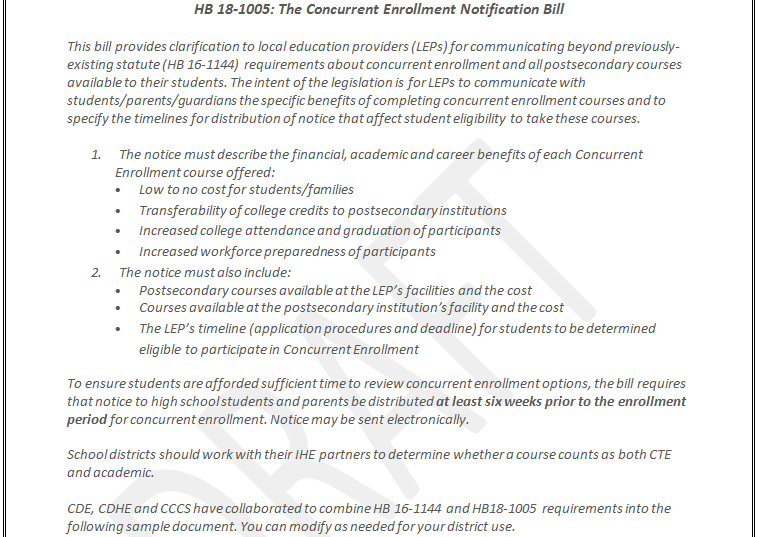 HB 18-1005: The Concurrent Enrollment Notification Bill
This bill provides clarification to local education providers (LEPs) for communicating beyond previously-
existing statute (HB 16-1144) requirements about concurrent enrollment and all postsecondary courses
available to their students. The intent of the legislation is for LEPs to communicate with
students/parents/guardians the specific benefits of completing concurrent enrollment courses and to
specify the timelines for distribution of notice that affect student eligibility to take these courses.
1. The notice must describe the financial, academic and career benefits of each Concurrent
Enrollment course offered:
• Low to no cost for students/families
• Transferability of college credits to postsecondary institutions
• Increased college attendance and graduation of participants
• Increased workforce preparedness of participants
2. The notice must also include:
• Postsecondary courses available at the LEP's facilities and the cost
• Courses available at the postsecondary institution's facility and the cost
• The LEP's timeline (application procedures and deadline) for students to be determined
eligible to participate in Concurrent Enrollment
To ensure students are afforded sufficient time to review concurrent enrollment options, the bill requires
that notice to high school students and parents be distributed at least six weeks prior to the enrollment
period for concurrent enrollment. Notice may be sent electronically.
School districts should work with their IHE partners to determine whether a course counts as both CTE
and academic.
CDE, CDHE and CCCS have collaborated to combine HB 16-1144 and HB18-1005 requirements into the
following sample document. You can modify as needed for your district use.
DRAFT